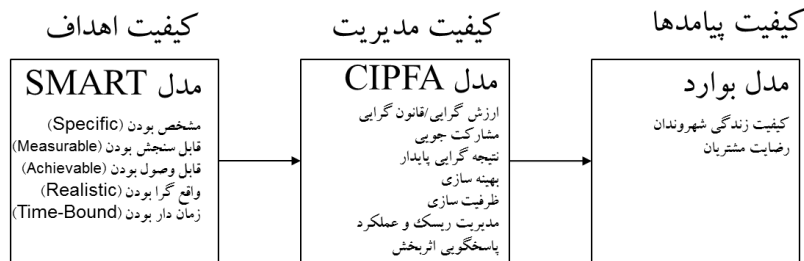 کیفیت اهداف
مدل SMART
مشخص بودن (Specific)
قابل سنجش بودن (Measurable)
قابل وصول بودن (Achievable)
واقع گرا بودن (Realistic)
زمان دار بودن (Time-Bound)
کیفیت مدیریت
مدل CIPFA
ارزش گرایی/قانون گرایی
مشارکت جویی
نتیجه گرایی پایدار
بهینه سازی
ظرفیت سازی
مدیریت ریسک و عملکرد
پاسخگویی اثربخش
کیفیت پیامدها
مدل بوارد
کیفیت زندگی شهروندان
رضایت مشتریان